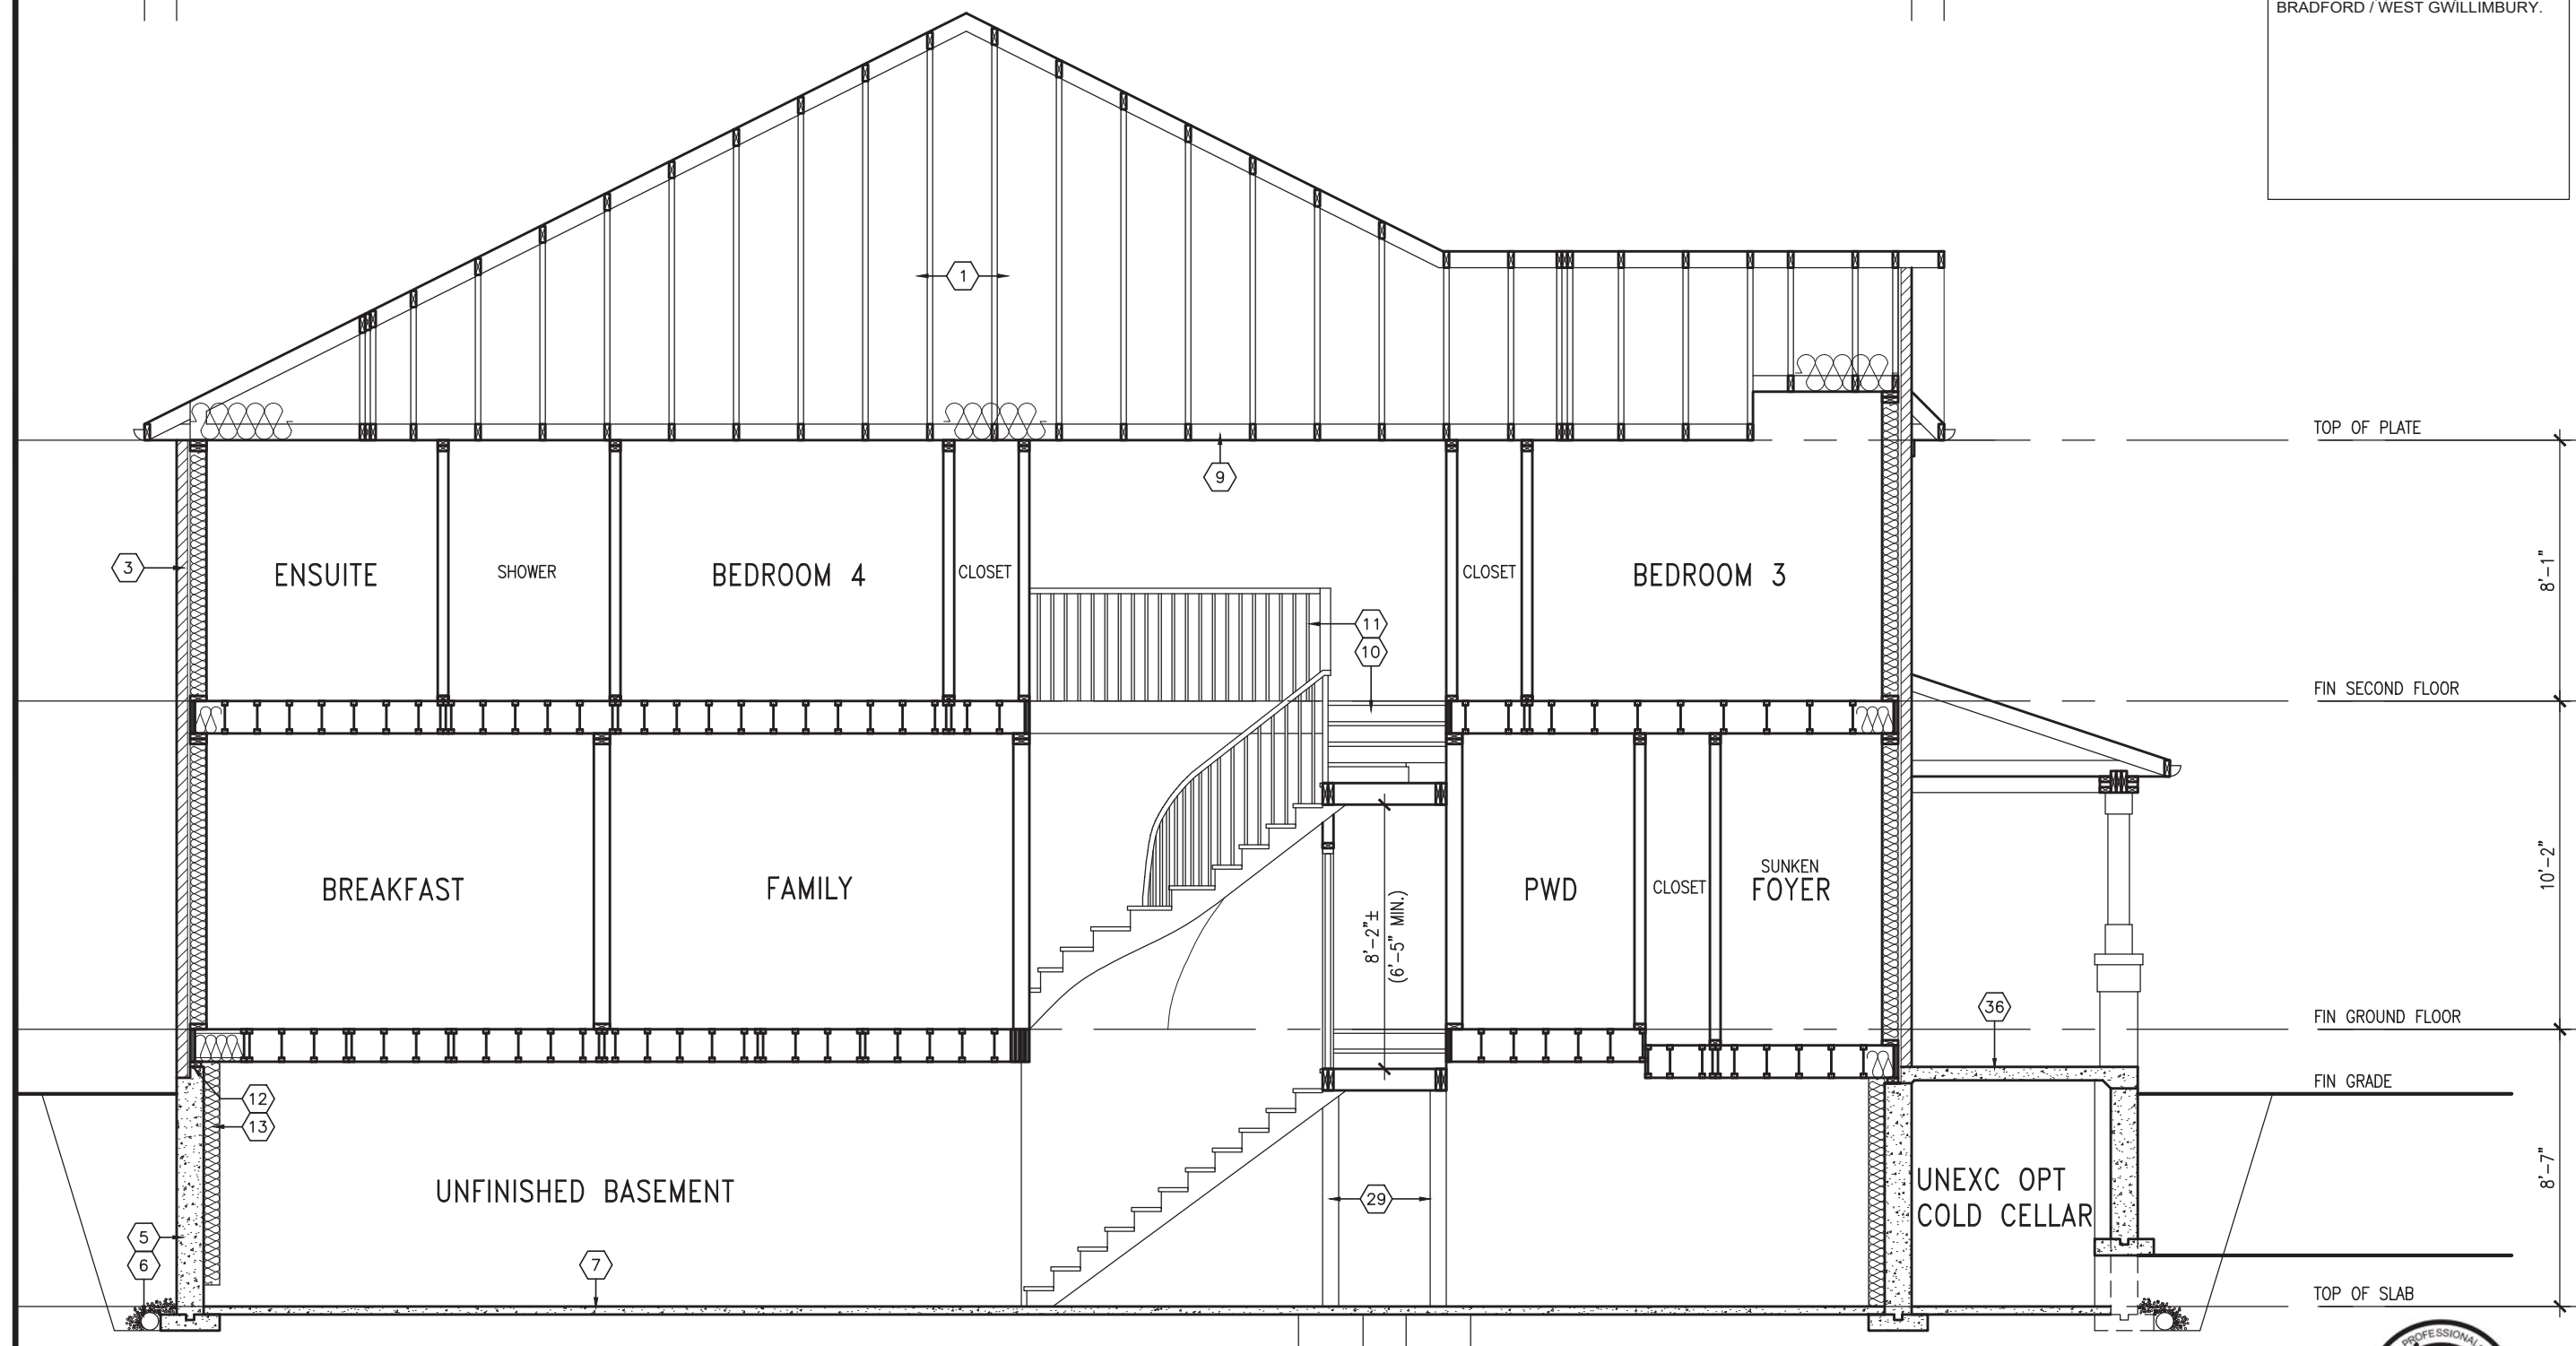 BRADFORD / WEST GWILLIMBURY.
1
TOP OF PLATE
9
3
ENSUITE
SHOWER
BEDROOM 4
CLOSET
CLOSET
BEDROOM 3
8'-1"
11
10
FIN SECOND FLOOR
BREAKFAST
FAMILY
8'-2"±
(6'-5" MIN.)
PWD
CLOSET
SUNKEN
FOYER
10'-2"
36
FIN GROUND FLOOR
FIN GRADE
12
13
UNFINISHED BASEMENT
29
UNEXC OPT
COLD CELLAR
8'-7"
5
6
7
TOP OF SLAB
PROFESSIONAL